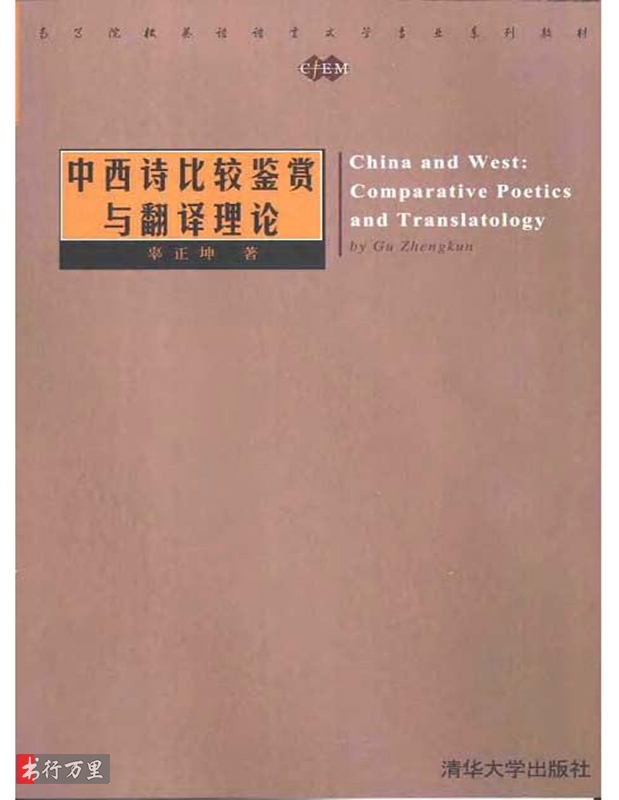 高等院校英语语言文学专业系列教材
CfEM
中西诗比较鉴赏
与翻译理论
辜正坤 著
China and West:
Comparative Poetics
and Translatology
by Gu Zhengkun
清华大学出版社
书行万里